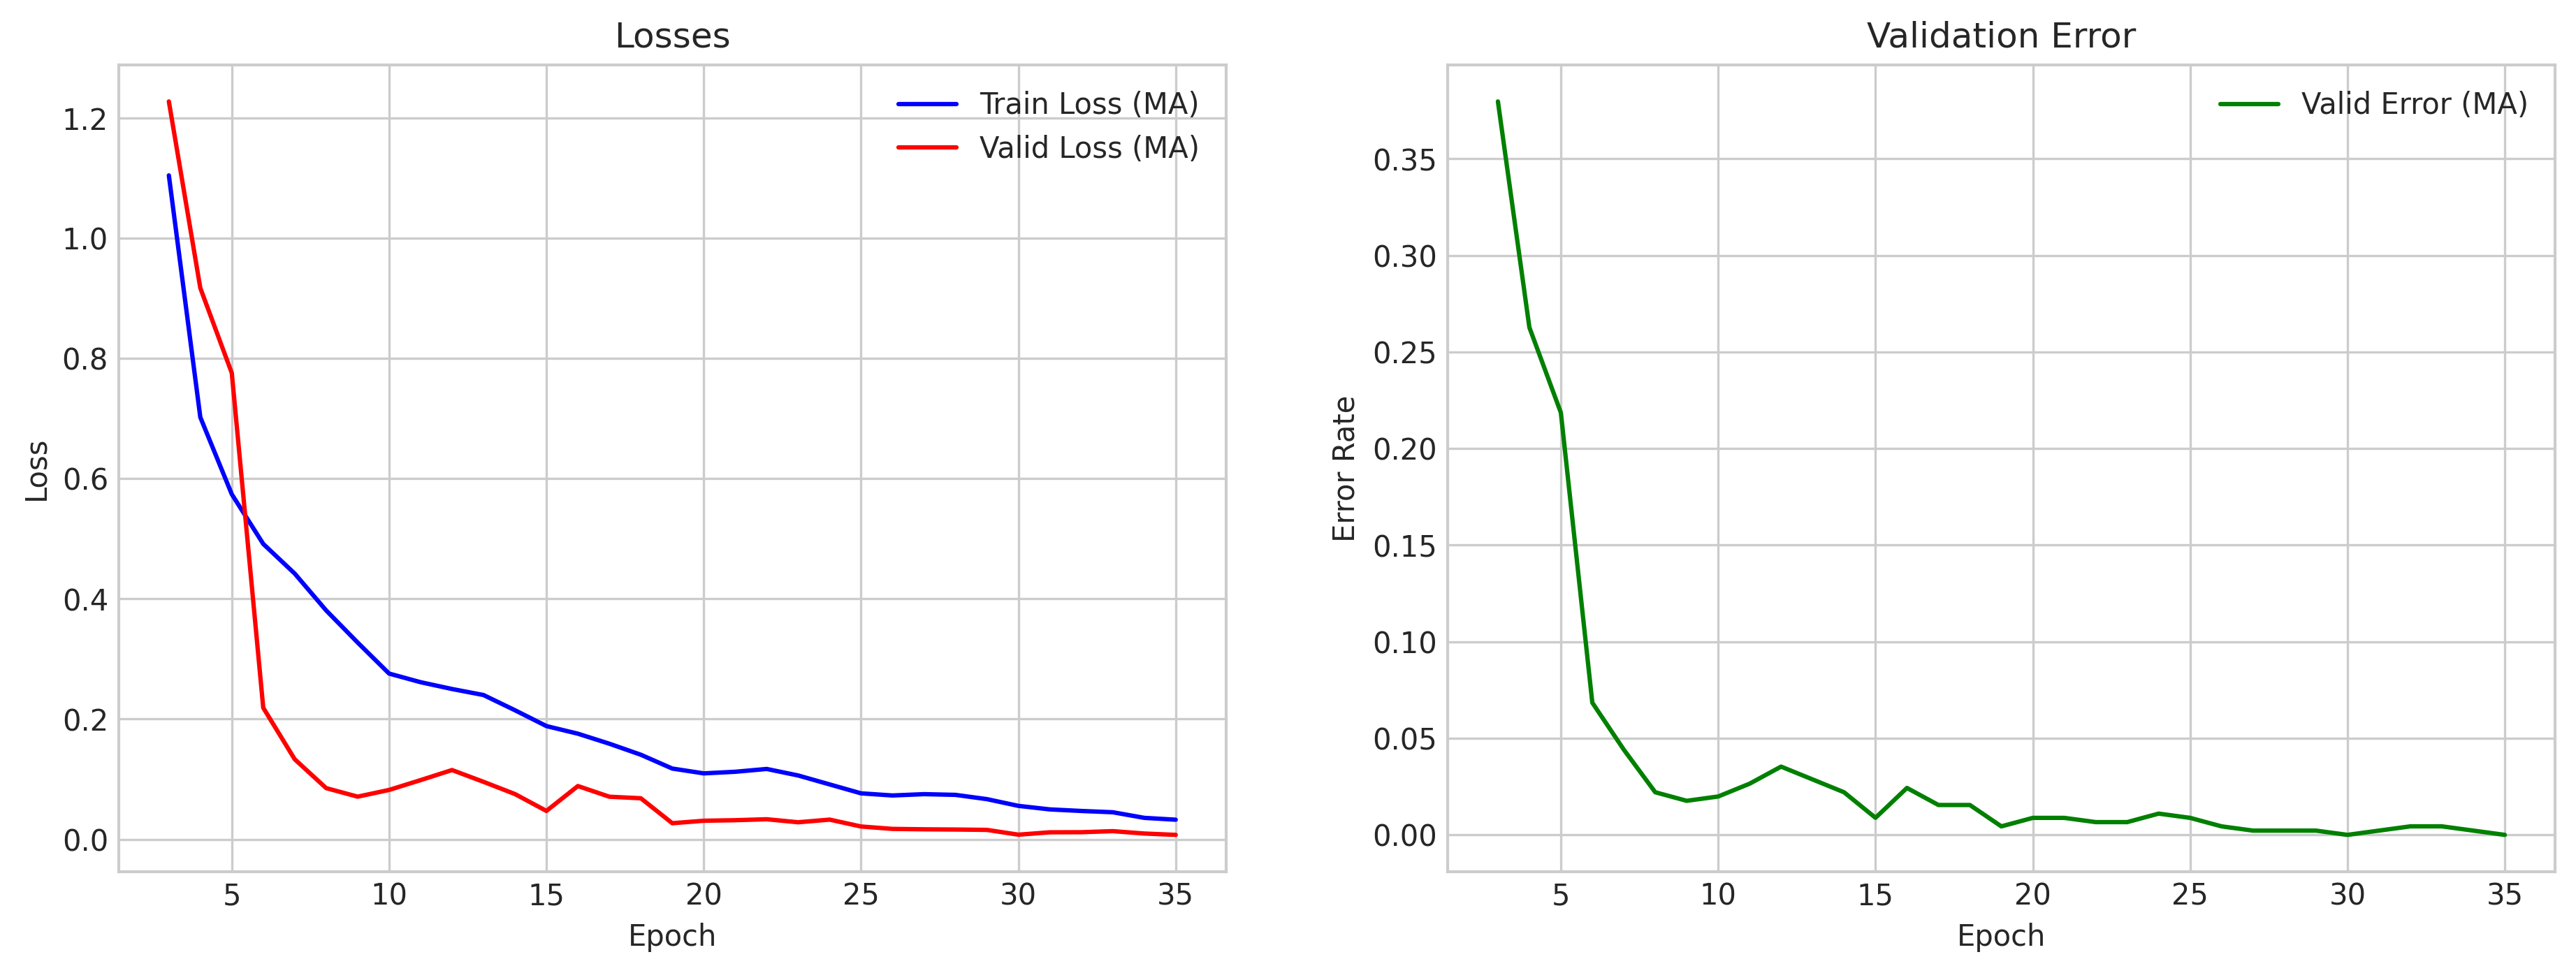 Losses
Train Loss (MA)
Valid Loss (MA)
1.2
1.0
0.8
0.6
0.4
0.2
0.0
Loss
5 10 15 20 25 30 35
Epoch
Validation Error
Valid Error (MA)
0.35
0.30
0.25
0.20
0.15
0.10
0.05
0.00
Error Rate
5 10 15 20 25 30 35
Epoch